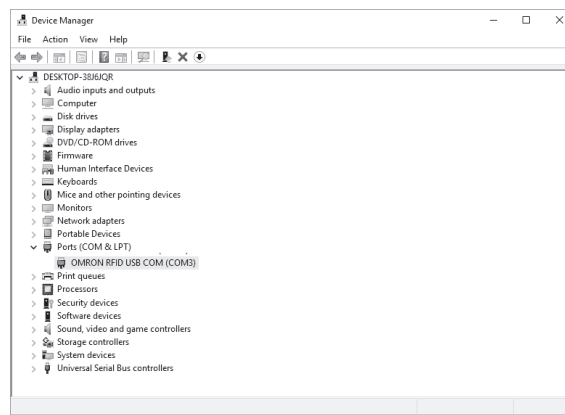 Device Manager
File Action View Help
DESKTOP-38J6JQR
Audio inputs and outputs
Computer
Disk drives
Display adapters
DVD/CD-ROM drives
Firmware
Human Interface Devices
Keyboards
Mice and other pointing devices
Monitors
Network adapters
Portable Devices
Ports (COM & LPT)
OMRON RFID USB COM (COM3)
Print queues
Processors
Security devices
Software devices
Sound, video and game controllers
Storage controllers
System devices
Universal Serial Bus controllers